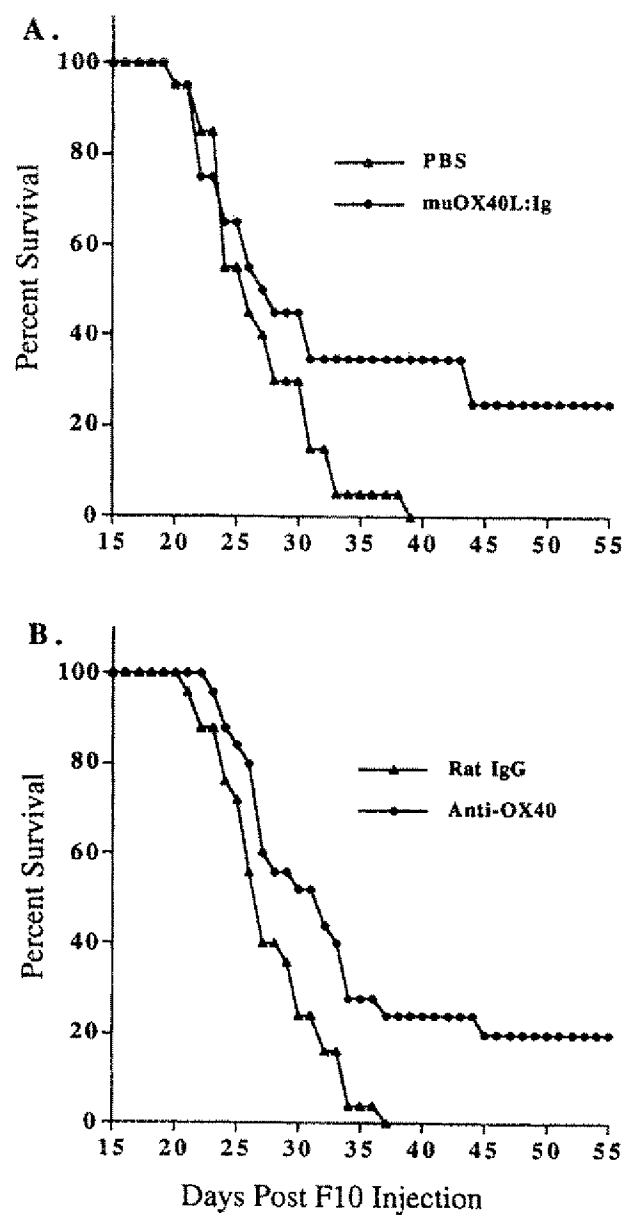 A.
100
80
60
40
20
0
Percent Survival
PBS
muOX40L:Ig
15 20 25 30 35 40 45 50 55
B.
100
80
60
40
20
0
Percent Survival
Rat IgG
Anti-OX40
15 20 25 30 35 40 45 50 55
Days Post F10 Injection